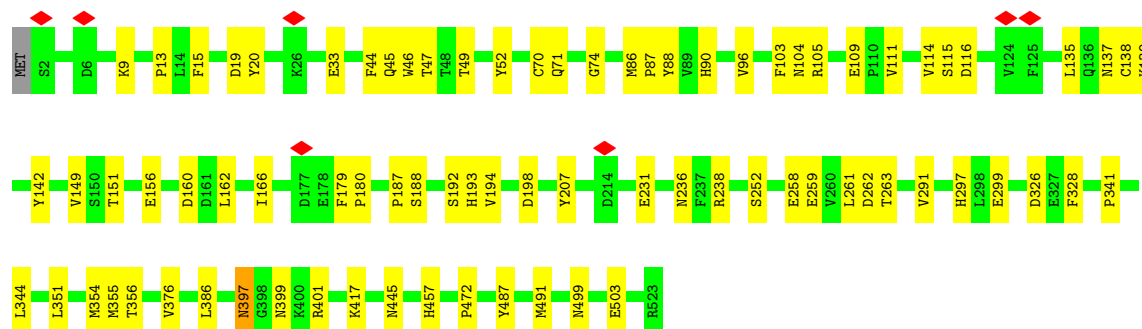 MET S2 D6 K9 P13 L14 F15 D19 Y20 K26 E33 F44 Q45 W46 T47 T48 T49 Y52 C70 Q71 G74 M86 P87 Y88 V89 H90 V96 F103 N104 R105 E109 P110 V111 V114 S115 D116 V124 F125 L135 Q136 N137 C138
Y142 V149 S150 T151 E156 D160 D161 L162 I166 D177 E178 F179 P180 P187 S188 S192 H193 V194 D198 Y207 D214 E231 N236 F237 R238 S252 E258 E259 V260 L261 D262 T263 V291 H297 L298 E299 D326 E327 F328 P341
L344 L351 M354 M355 T356 V376 L386 N397 G398 N399 K400 R401 K417 N445 H457 P472 Y487 M491 N499 E503 R523